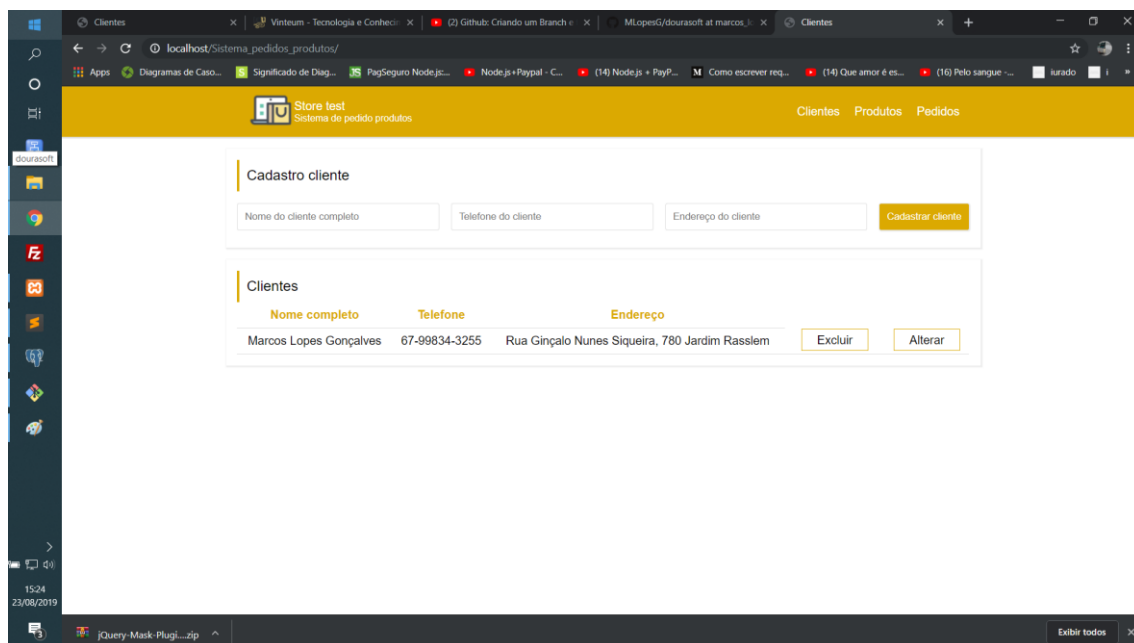 Clientes
Vinteum - Tecnologia e Conheci
(2) Github: Criando um Branch e
MLopesG/dourasoft at marcos_lo
Clientes
localhost/Sistema_pedidos_produtos/
Apps
Diagramas de Caso...
Significado de Diag...
PagSeguro Node.js:...
Node.js+Paypal - C...
(14) Node.js + PayP...
Como escrever req...
(14) Que amor é es...
(16) Pelo sangue -...
iurado
i
Store test
Sistema de pedido produtos
Clientes Produtos Pedidos
dourasoft
Cadastro cliente
Nome do cliente completo
Telefone do cliente
Endereço do cliente
Cadastrar cliente
Clientes
Nome completo Telefone Endereço
Marcos Lopes Gonçalves 67-99834-3255 Rua Ginçalo Nunes Siqueira, 780 Jardim Rasslem Excluir Alterar
15:24
23/08/2019
jQuery-Mask-Plugi....zip
Exibir todos